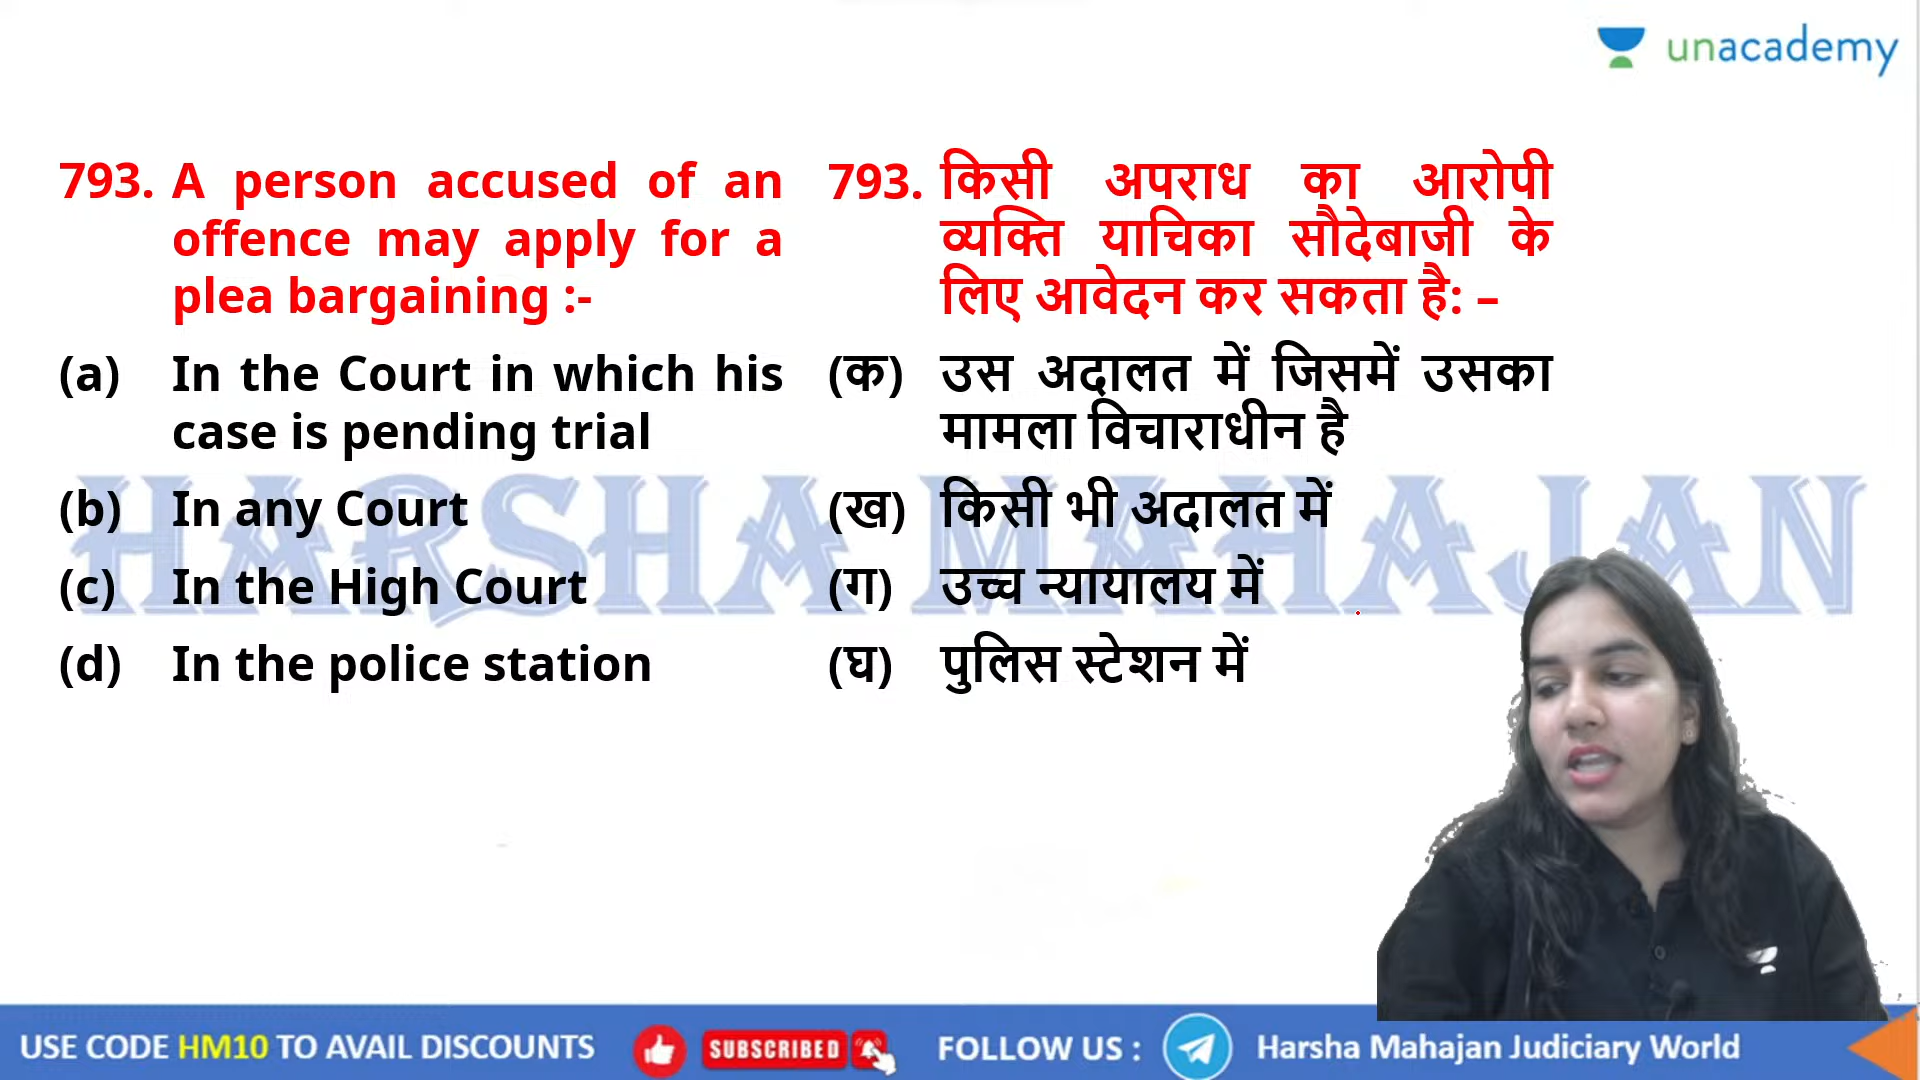 unacademy
793. A person accused of an
offence may apply for a
plea bargaining :-
(a) In the Court in which his
case is pending trial
(b) In any Court
(c) In the High Court
(d) In the police station
793. किसी अपराध का आरोपी
व्यक्ति याचिका सौदेबाजी के
लिए आवेदन कर सकता है: –
(क) उस अदालत में जिसमें उसका
मामला विचाराधीन है
(ख) किसी भी अदालत में
(ग) उच्च न्यायालय में
(घ) पुलिस स्टेशन में
HARSHA MAHAJAN
USE CODE HM10 TO AVAIL DISCOUNTS
SUBSCRIBED
FOLLOW US :
Harsha Mahajan Judiciary World